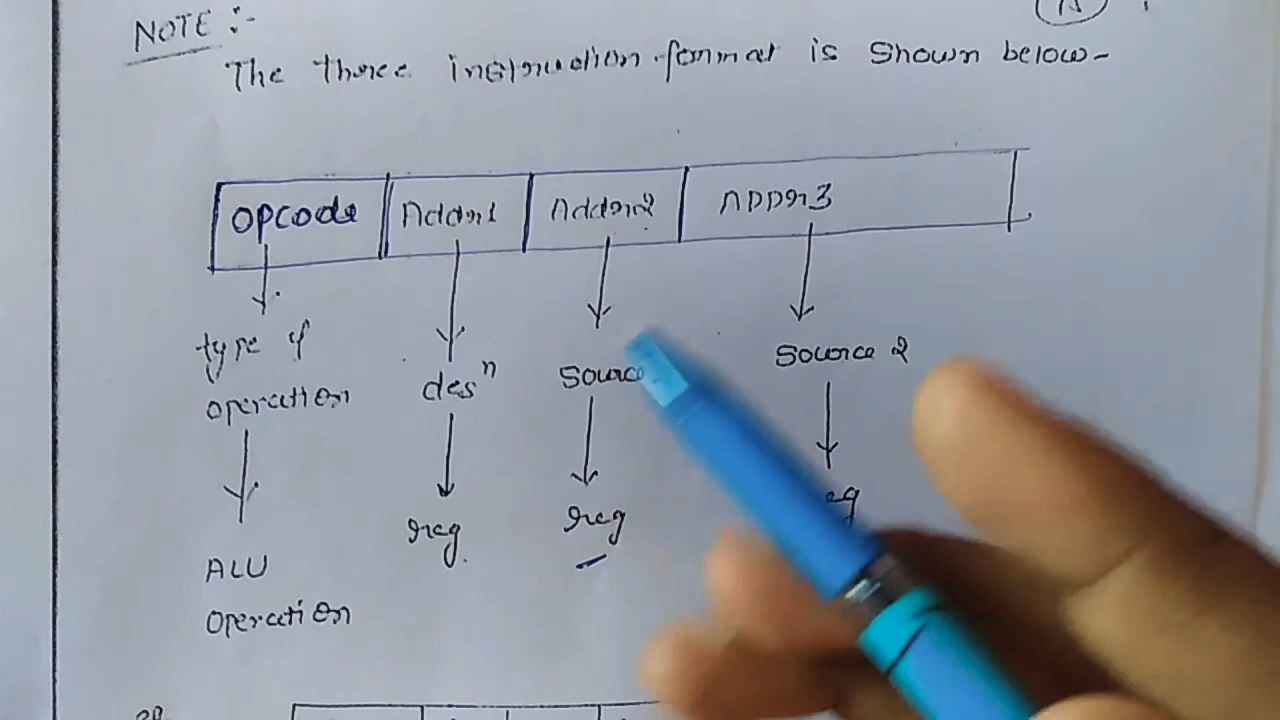 NOTE :-
The three instruction format is shown below-
opcode Addr1 Addr2 ADDr3
type of desⁿ Source Source 2
operation
reg reg eg
ALU
operation